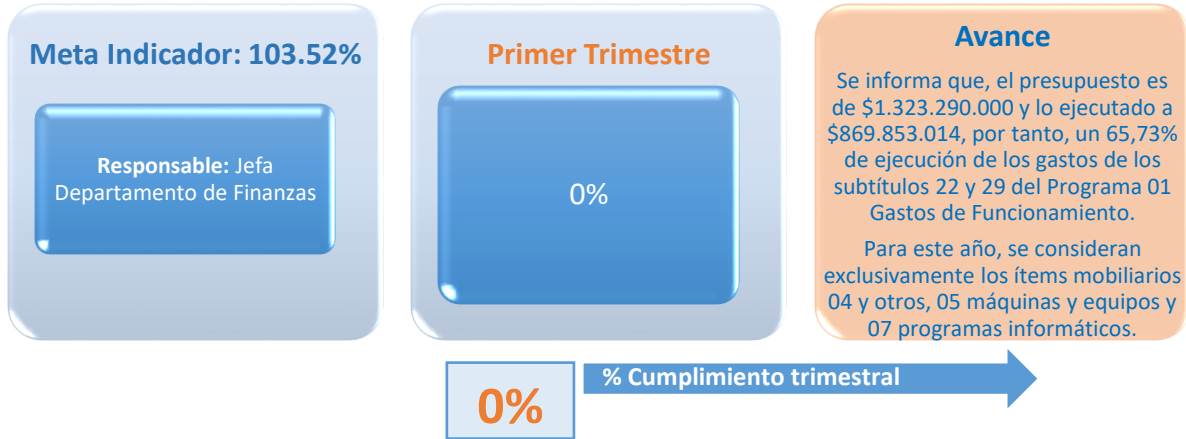 Meta Indicador: 103.52%
Responsable: Jefa
Departamento de Finanzas
Primer Trimestre
0%
Avance
Se informa que, el presupuesto es
de $1.323.290.000 y lo ejecutado a
$869.853.014, por tanto, un 65,73%
de ejecución de los gastos de los
subtítulos 22 y 29 del Programa 01
Gastos de Funcionamiento.
Para este año, se consideran
exclusivamente los ítems mobiliarios
04 y otros, 05 máquinas y equipos y
07 programas informáticos.
0%
% Cumplimiento trimestral